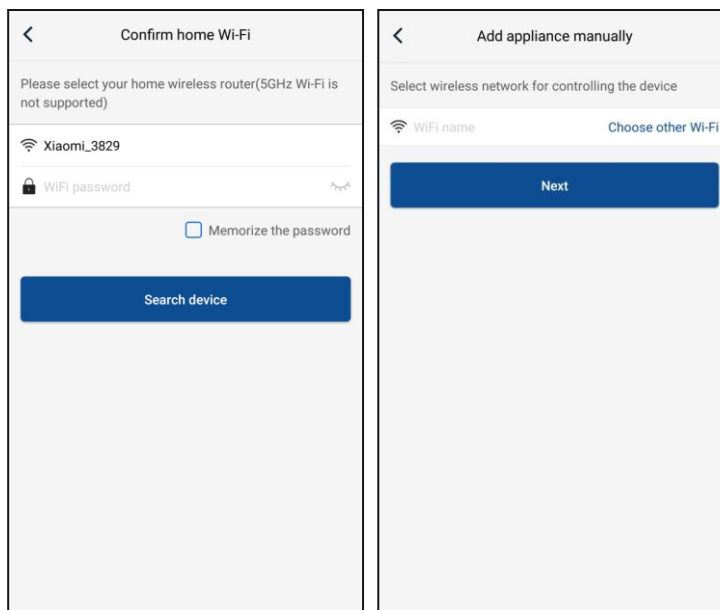 Confirm home Wi-Fi
Please select your home wireless router(5GHz Wi-Fi is
not supported)
Xiaomi_3829
WiFi password
Memorize the password
Search device
Add appliance manually
Select wireless network for controlling the device
WiFi name
Choose other Wi-Fi
Next